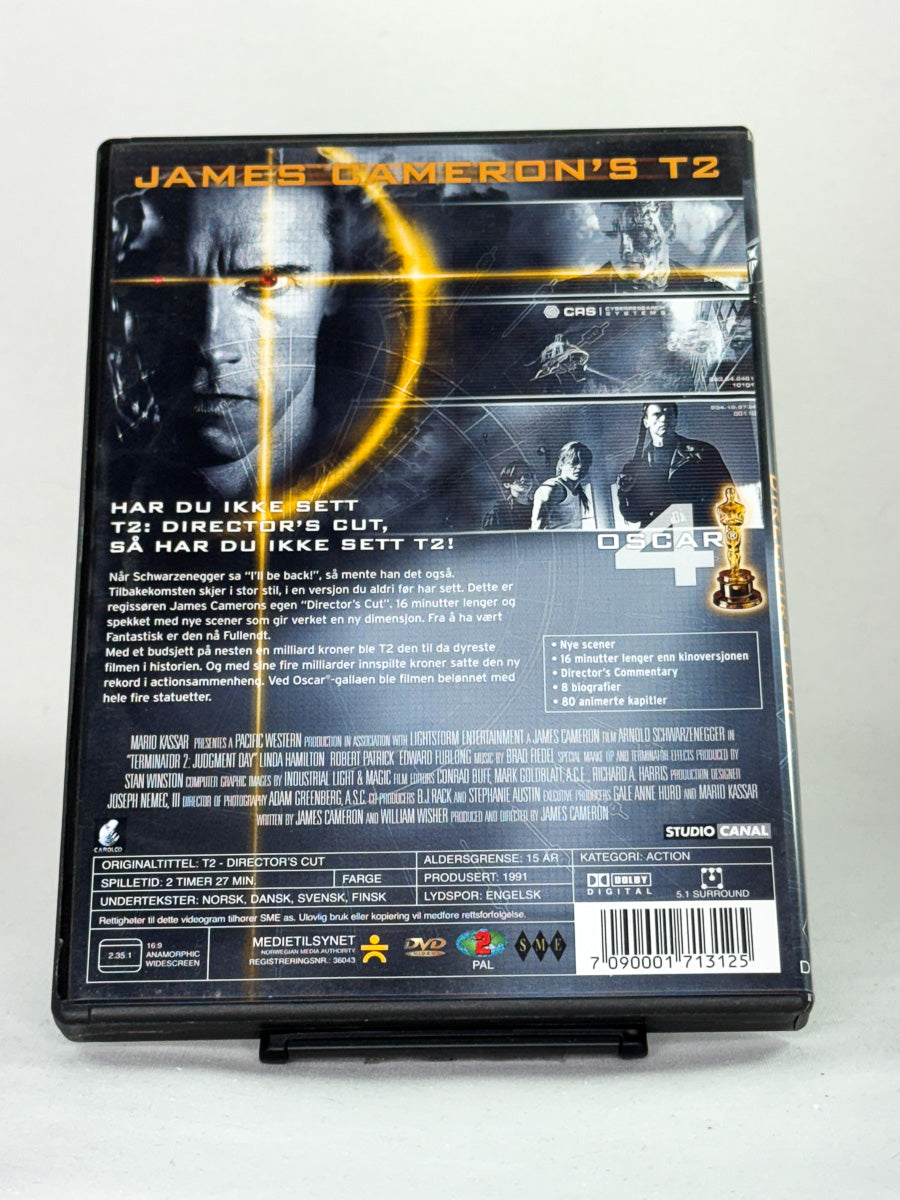 JAMES CAMERON'S T2
CRS
SYSTEMS
HAR DU IKKE SETT
T2: DIRECTOR'S CUT,
SÅ HAR DU IKKE SETT T2!
4
OSCAR®
Når Schwarzenegger sa "I'll be back!", så mente han det også.
Tilbakekomsten skjer i stor stil, i en versjon du aldri før har sett. Dette er
regissøren James Camerons egen "Director's Cut". 16 minutter lenger og
spekket med nye scener som gir verket en ny dimensjon. Fra å ha vært
Fantastisk er den nå Fullendt.
Med et budsjett på nesten en milliard kroner ble T2 den til da dyreste
filmen i historien. Og med sine fire milliarder innspilte kroner satte den ny
rekord i actionsammenheng. Ved Oscar®-gallaen ble filmen belønnet med
hele fire statuetter.
• Nye scener
• 16 minutter lenger enn kinoversjonen
• Director's Commentary
• 8 biografier
• 80 animerte kapitler
MARIO KASSAR PRESENTES A PACIFIC WESTERN PRODUCTION IN ASSOCIATION WITH LIGHTSTORM ENTERTAINMENT A JAMES CAMERON FILM ARNOLD SCHWARZENEGGER IN
"TERMINATOR 2: JUDGMENT DAY" LINDA HAMILTON ROBERT PATRICK EDWARD FURLONG MUSIC BY BRAD FIEDEL SPECIAL MAKE UP AND TERMINATOR EFFECTS PRODUCED BY
STAN WINSTON COMPUTER GRAPHIC IMAGES BY INDUSTRIAL LIGHT & MAGIC FILM EDITORS CONRAD BUFF, MARK GOLDBLATT, A.C.E., RICHARD A. HARRIS PRODUCTION DESIGNER
JOSEPH NEMEC, III DIRECTOR OF PHOTOGRAPHY ADAM GREENBERG, A.S.C. CO-PRODUCERS B.J RACK AND STEPHANIE AUSTIN EXECUTIVE PRODUCERS GALE ANNE HURD AND MARIO KASSAR
WRITTEN BY JAMES CAMERON AND WILLIAM WISHER PRODUCED AND DIRECTED BY JAMES CAMERON
CAROLCO
STUDIO CANAL
ORIGINALTITTEL: T2 - DIRECTOR'S CUT
ALDERSGRENSE: 15 ÅR
KATEGORI: ACTION
SPILLETID: 2 TIMER 27 MIN.
FARGE
PRODUSERT: 1991
UNDERTEKSTER: NORSK, DANSK, SVENSK, FINSK
LYDSPOR: ENGELSK
DOLBY
DIGITAL
5.1 SURROUND
Rettigheter til dette videogram tilhører SME as. Ulovlig bruk eller kopiering vil medføre rettsforfølgelse.
2.35:1
16:9
ANAMORPHIC
WIDESCREEN
MEDIETILSYNET
NORWEGIAN MEDIA AUTHORITY
REGISTRERINGSNR.: 36043
DVD
VIDEO
2
PAL
SME
7 090001 713125